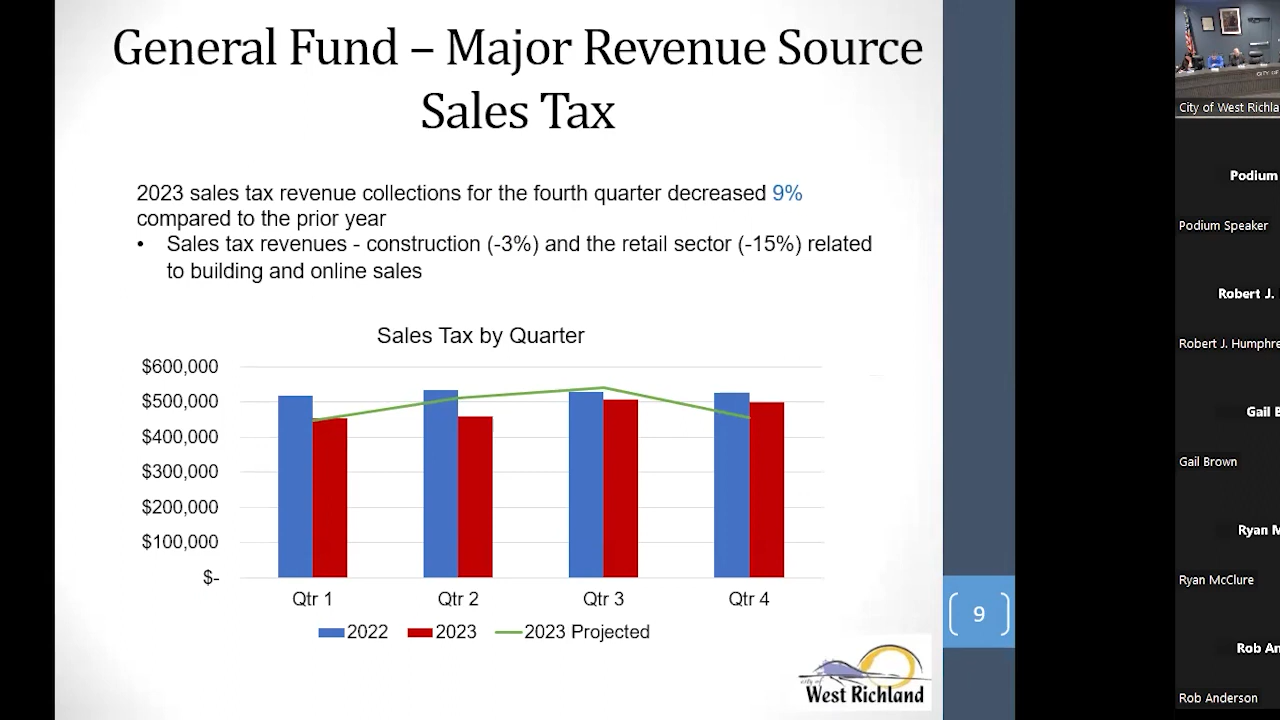 General Fund – Major Revenue Source
Sales Tax
2023 sales tax revenue collections for the fourth quarter decreased 9%
compared to the prior year
• Sales tax revenues - construction (-3%) and the retail sector (-15%) related
to building and online sales
Sales Tax by Quarter
$600,000
$500,000
$400,000
$300,000
$200,000
$100,000
$-
Qtr 1 Qtr 2 Qtr 3 Qtr 4
2022 2023 2023 Projected
9
West Richland
City of West Richla
Podium
Podium Speaker
Robert J.
Robert J. Humphre
Gail B
Gail Brown
Ryan M
Ryan McClure
Rob An
Rob Anderson